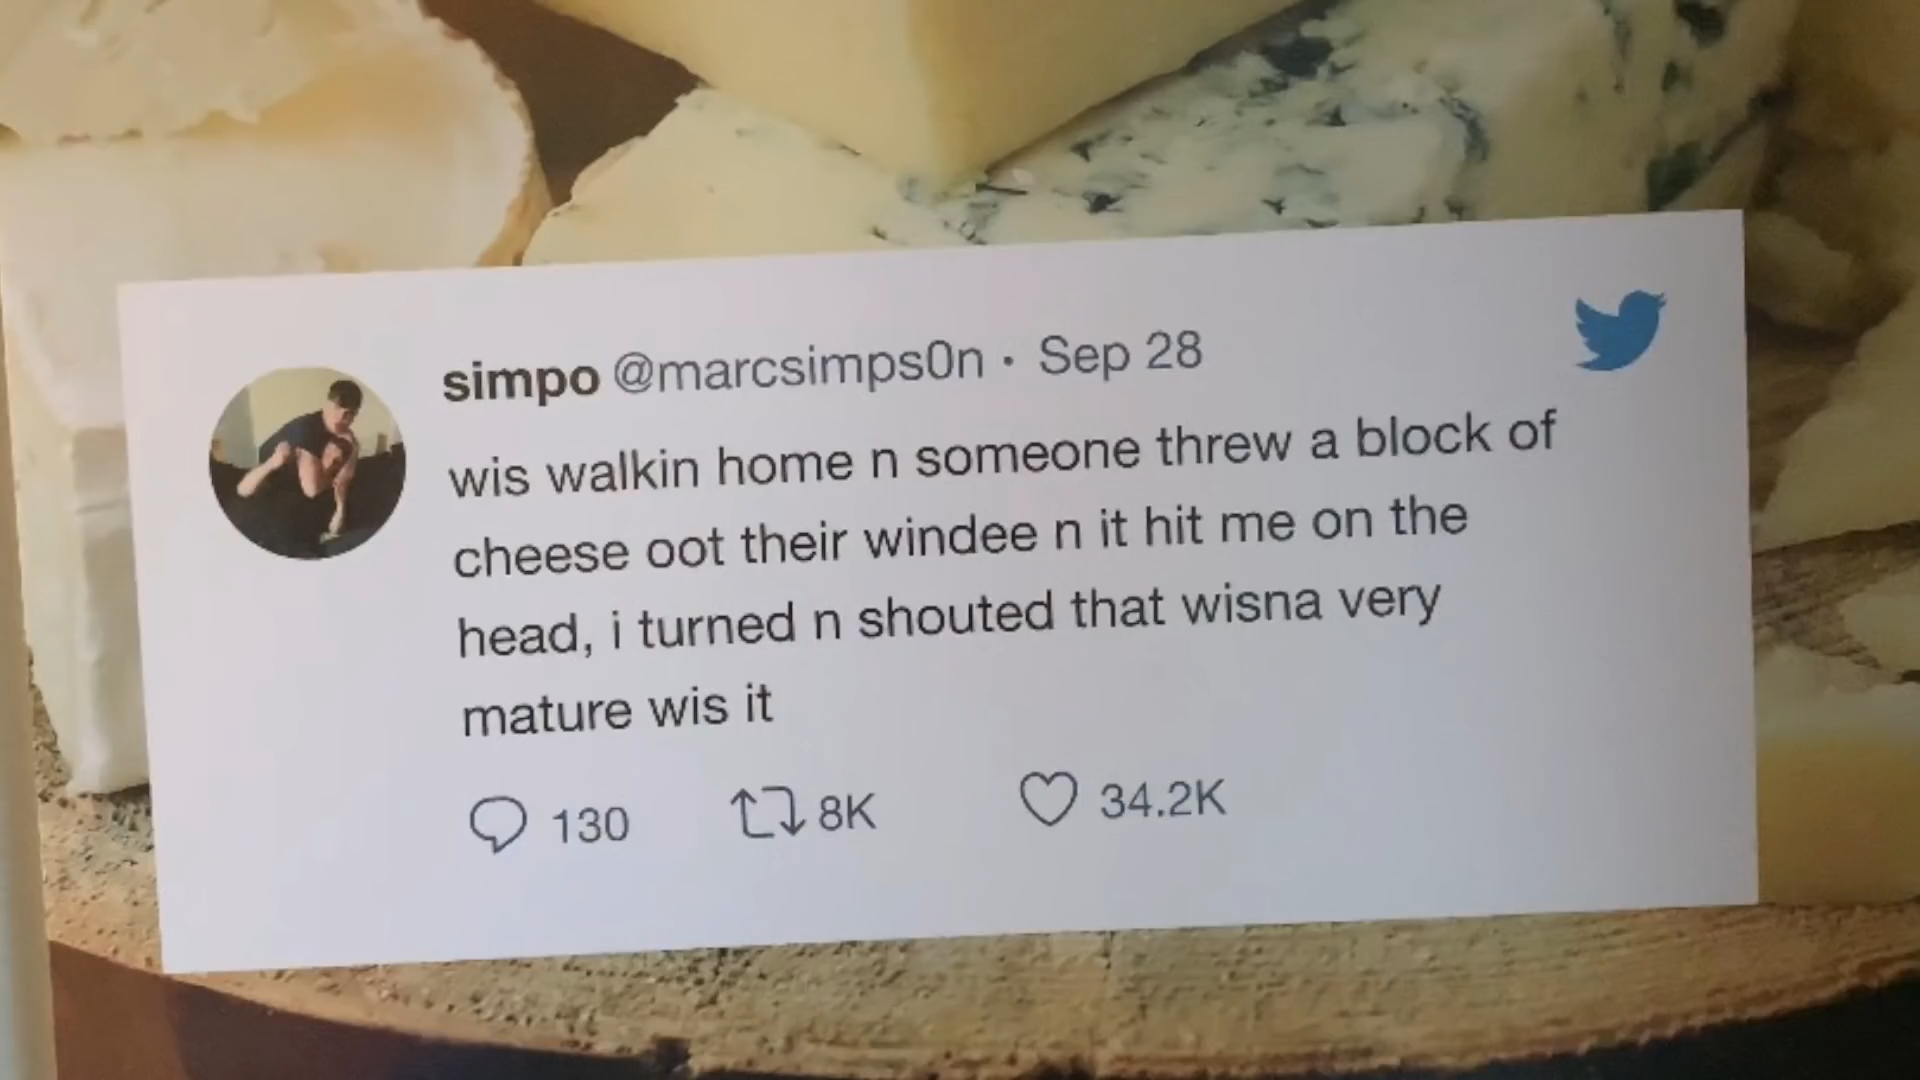 simpo @marcsimps0n · Sep 28
wis walkin home n someone threw a block of
cheese oot their windee n it hit me on the
head, i turned n shouted that wisna very
mature wis it
130 8K 34.2K